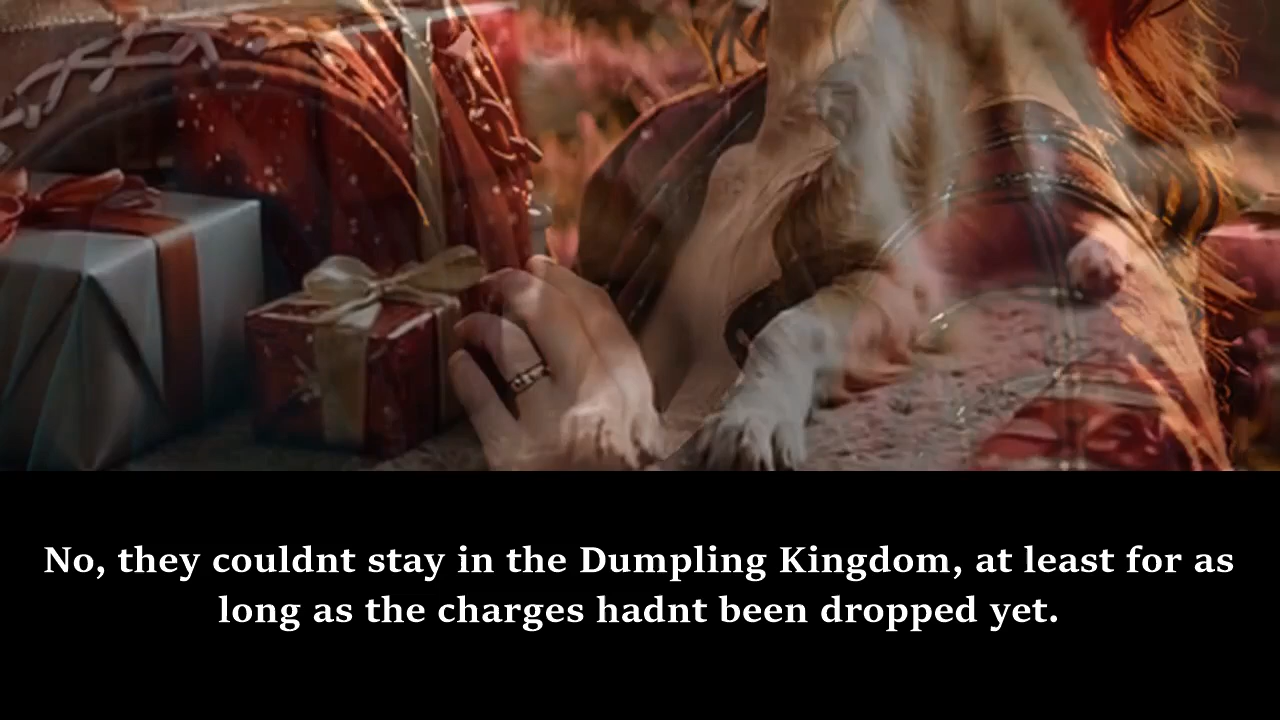 No, they couldnt stay in the Dumpling Kingdom, at least for as
long as the charges hadnt been dropped yet.